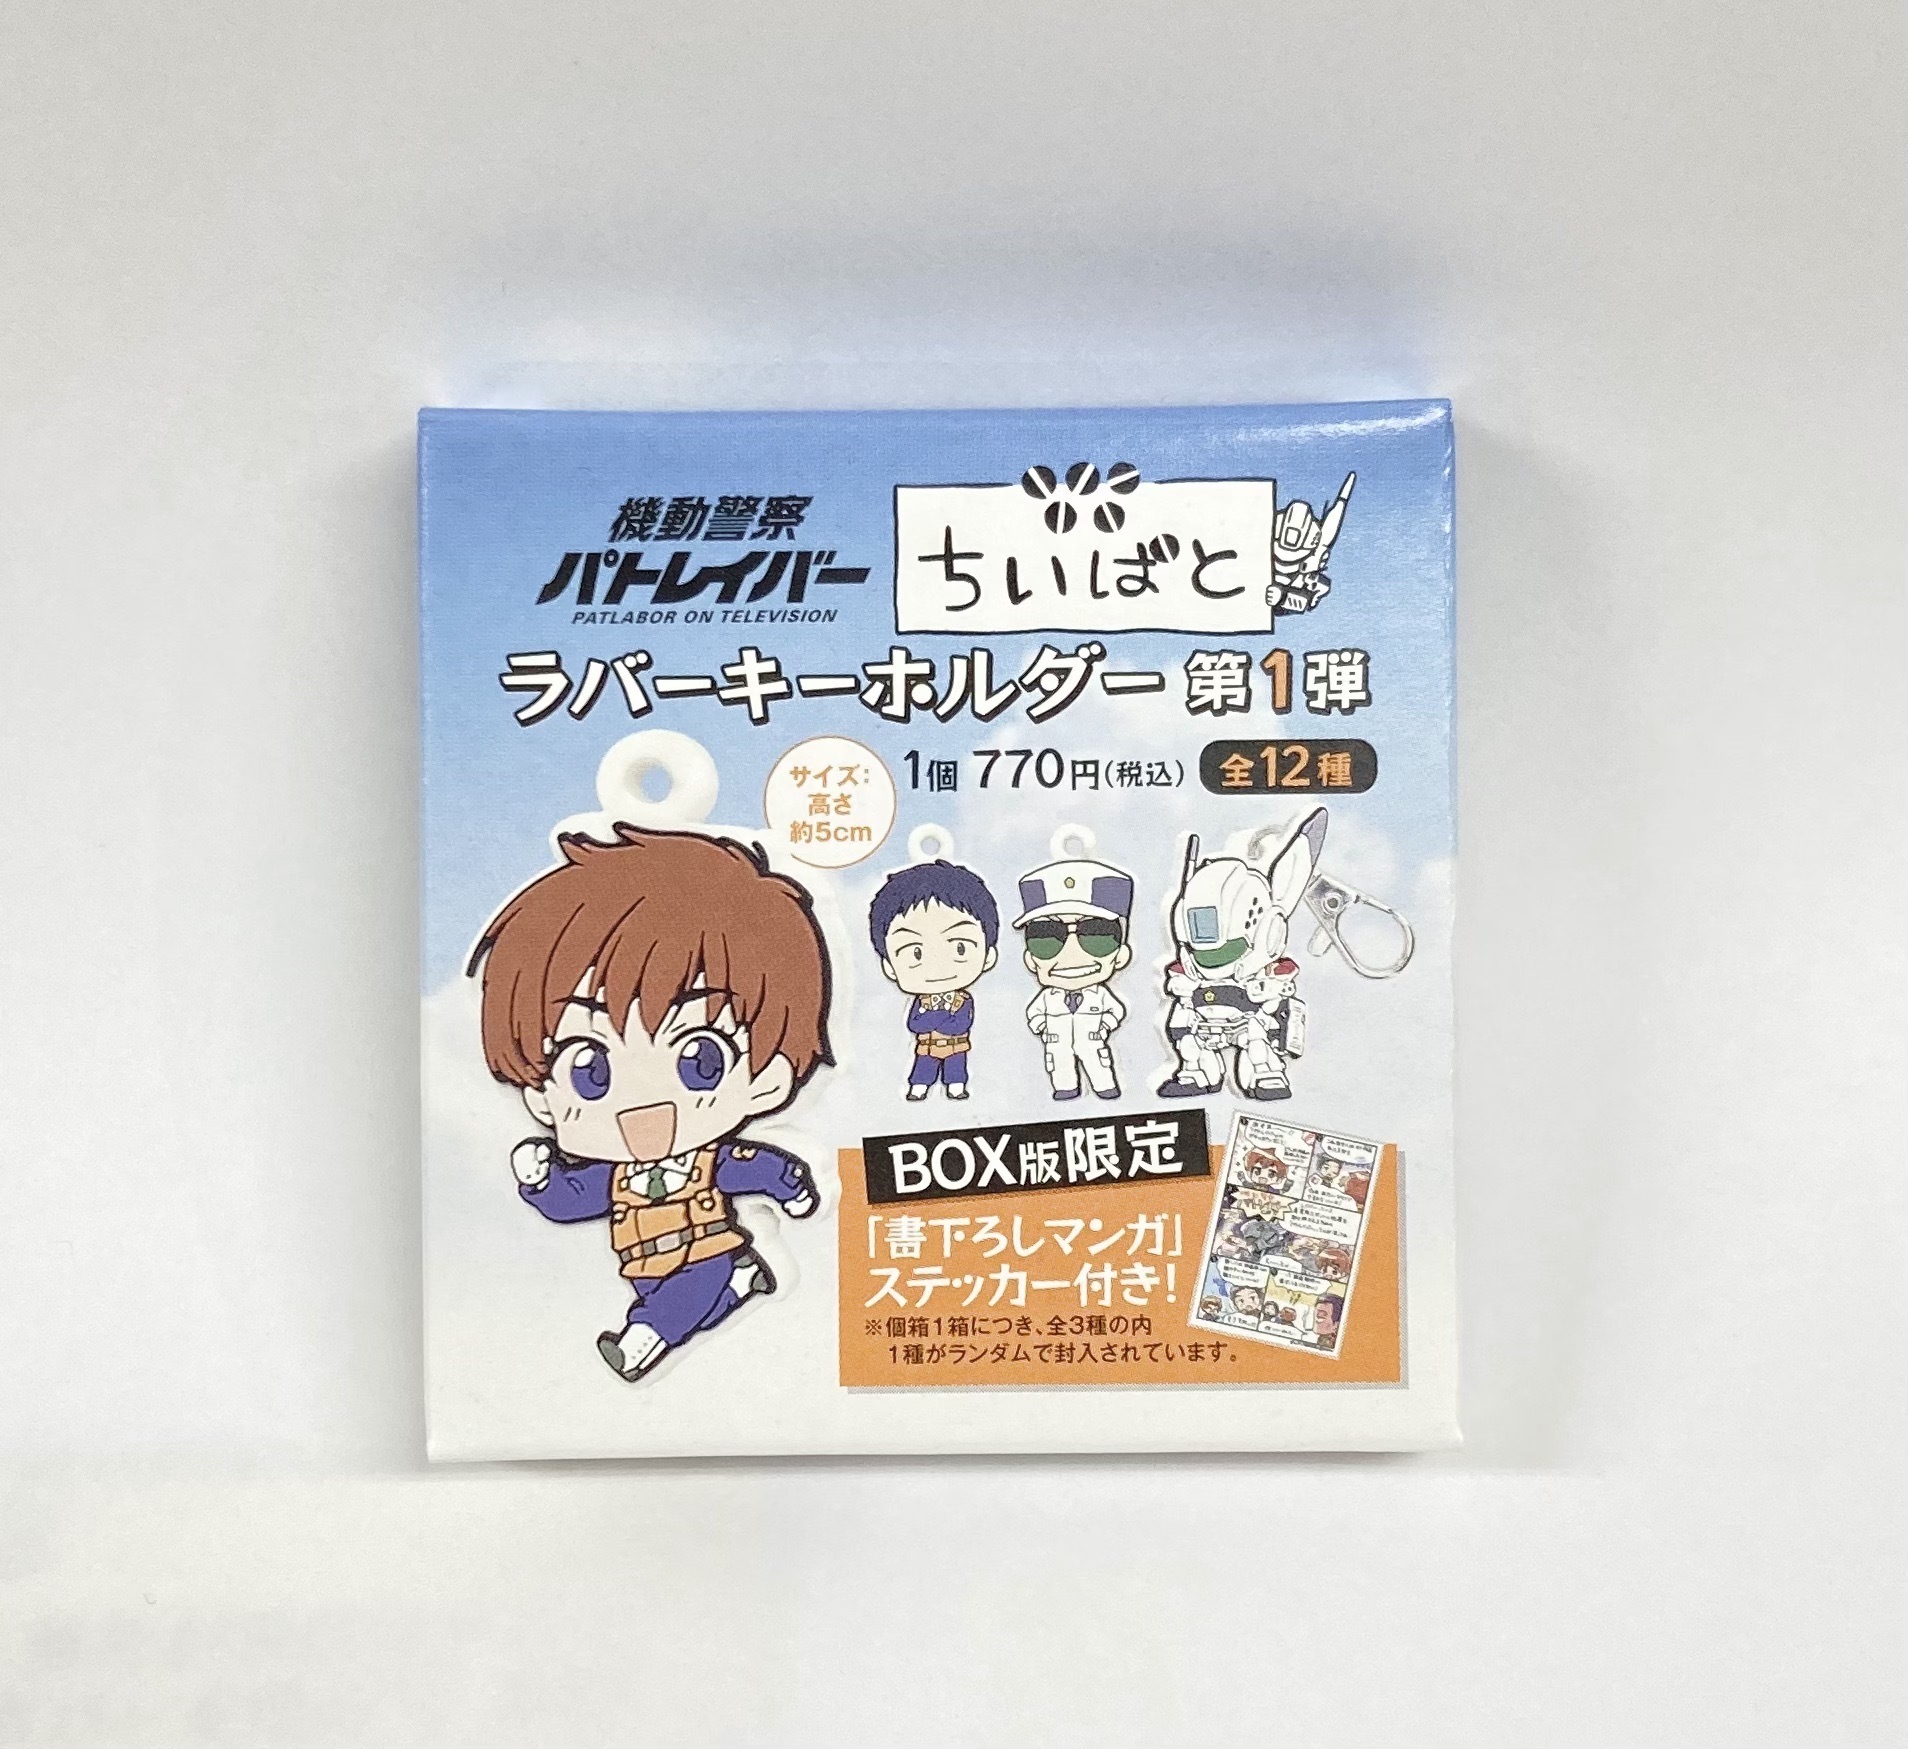 機動警察
パトレイバー
PATLABOR ON TELEVISION
ちいぱと
ラバーキーホルダー 第1弾
サイズ:
高さ
約5cm
1個 770円(税込)
全12種
BOX版限定
「書下ろしマンガ」
ステッカー付き!
※個箱1箱につき、全3種の内
1種がランダムで封入されています。